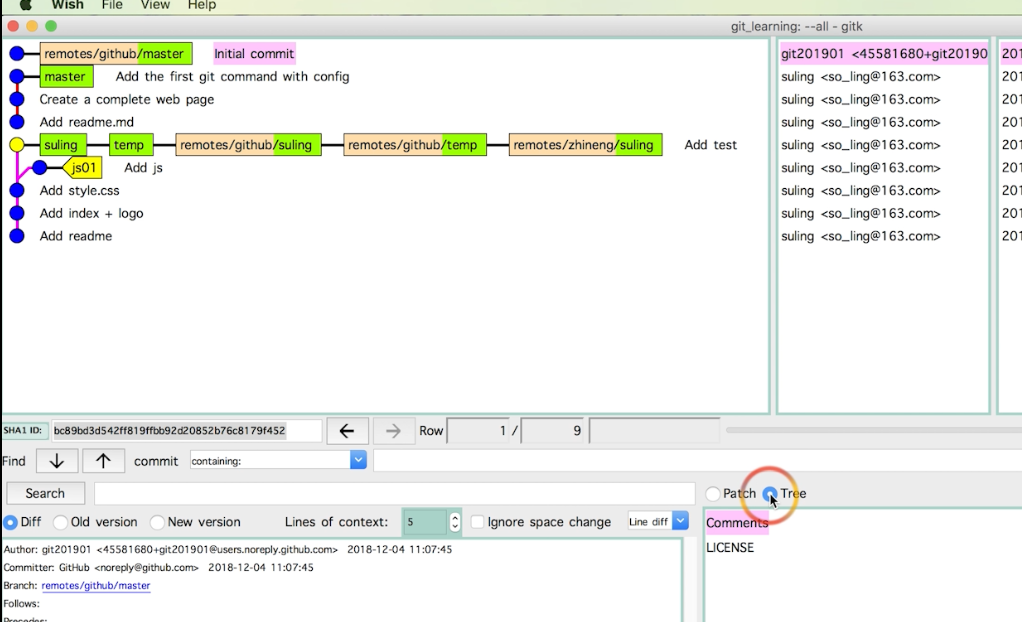 Wish File View Help
git_learning: --all - gitk
remotes/github/master Initial commit git201901 <45581680+git20190 201
master Add the first git command with config suling <so_ling@163.com> 201
Create a complete web page suling <so_ling@163.com> 201
Add readme.md suling <so_ling@163.com> 201
suling temp remotes/github/suling remotes/github/temp remotes/zhineng/suling Add test suling <so_ling@163.com> 201
js01 Add js suling <so_ling@163.com> 201
Add style.css suling <so_ling@163.com> 201
Add index + logo suling <so_ling@163.com> 201
Add readme suling <so_ling@163.com> 201
SHA1 ID: bc89bd3d542ff819ffbb92d20852b76c8179f452 Row 1 / 9
Find commit containing:
Search Patch Tree
Diff Old version New version Lines of context: 5 Ignore space change Line diff Comments
Author: git201901 <45581680+git201901@users.noreply.github.com> 2018-12-04 11:07:45 LICENSE
Committer: GitHub <noreply@github.com> 2018-12-04 11:07:45
Branch: remotes/github/master
Follows:
Precedes: